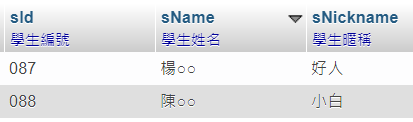 sId sName sNickname
學生編號 學生姓名 學生暱稱
087 楊○○ 好人
088 陳○○ 小白